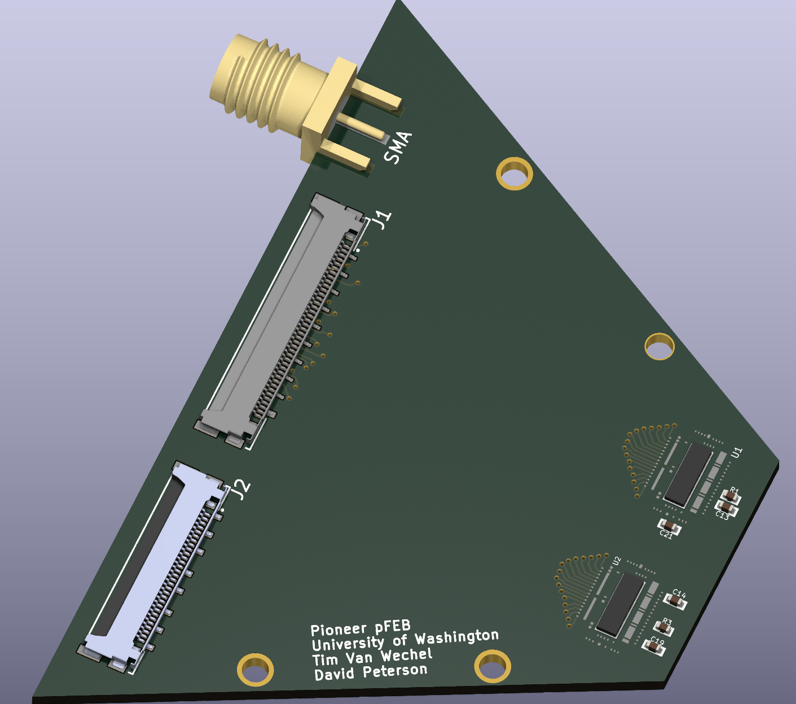 SMA
J1
J2
U1
R1
C13
C21
U2
C14
R3
C19
Pioneer pFEB
University of Washington
Tim Van Wechel
David Peterson